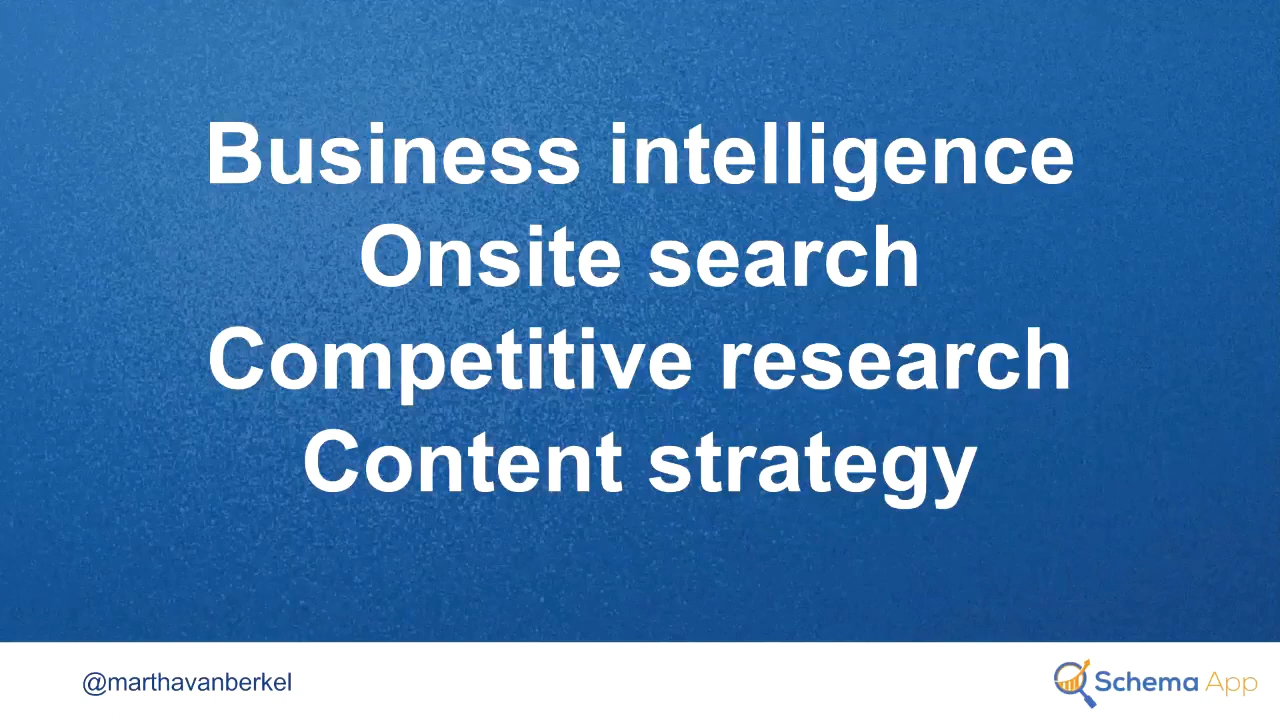 Business intelligence
Onsite search
Competitive research
Content strategy
@marthavanberkel
Schema App